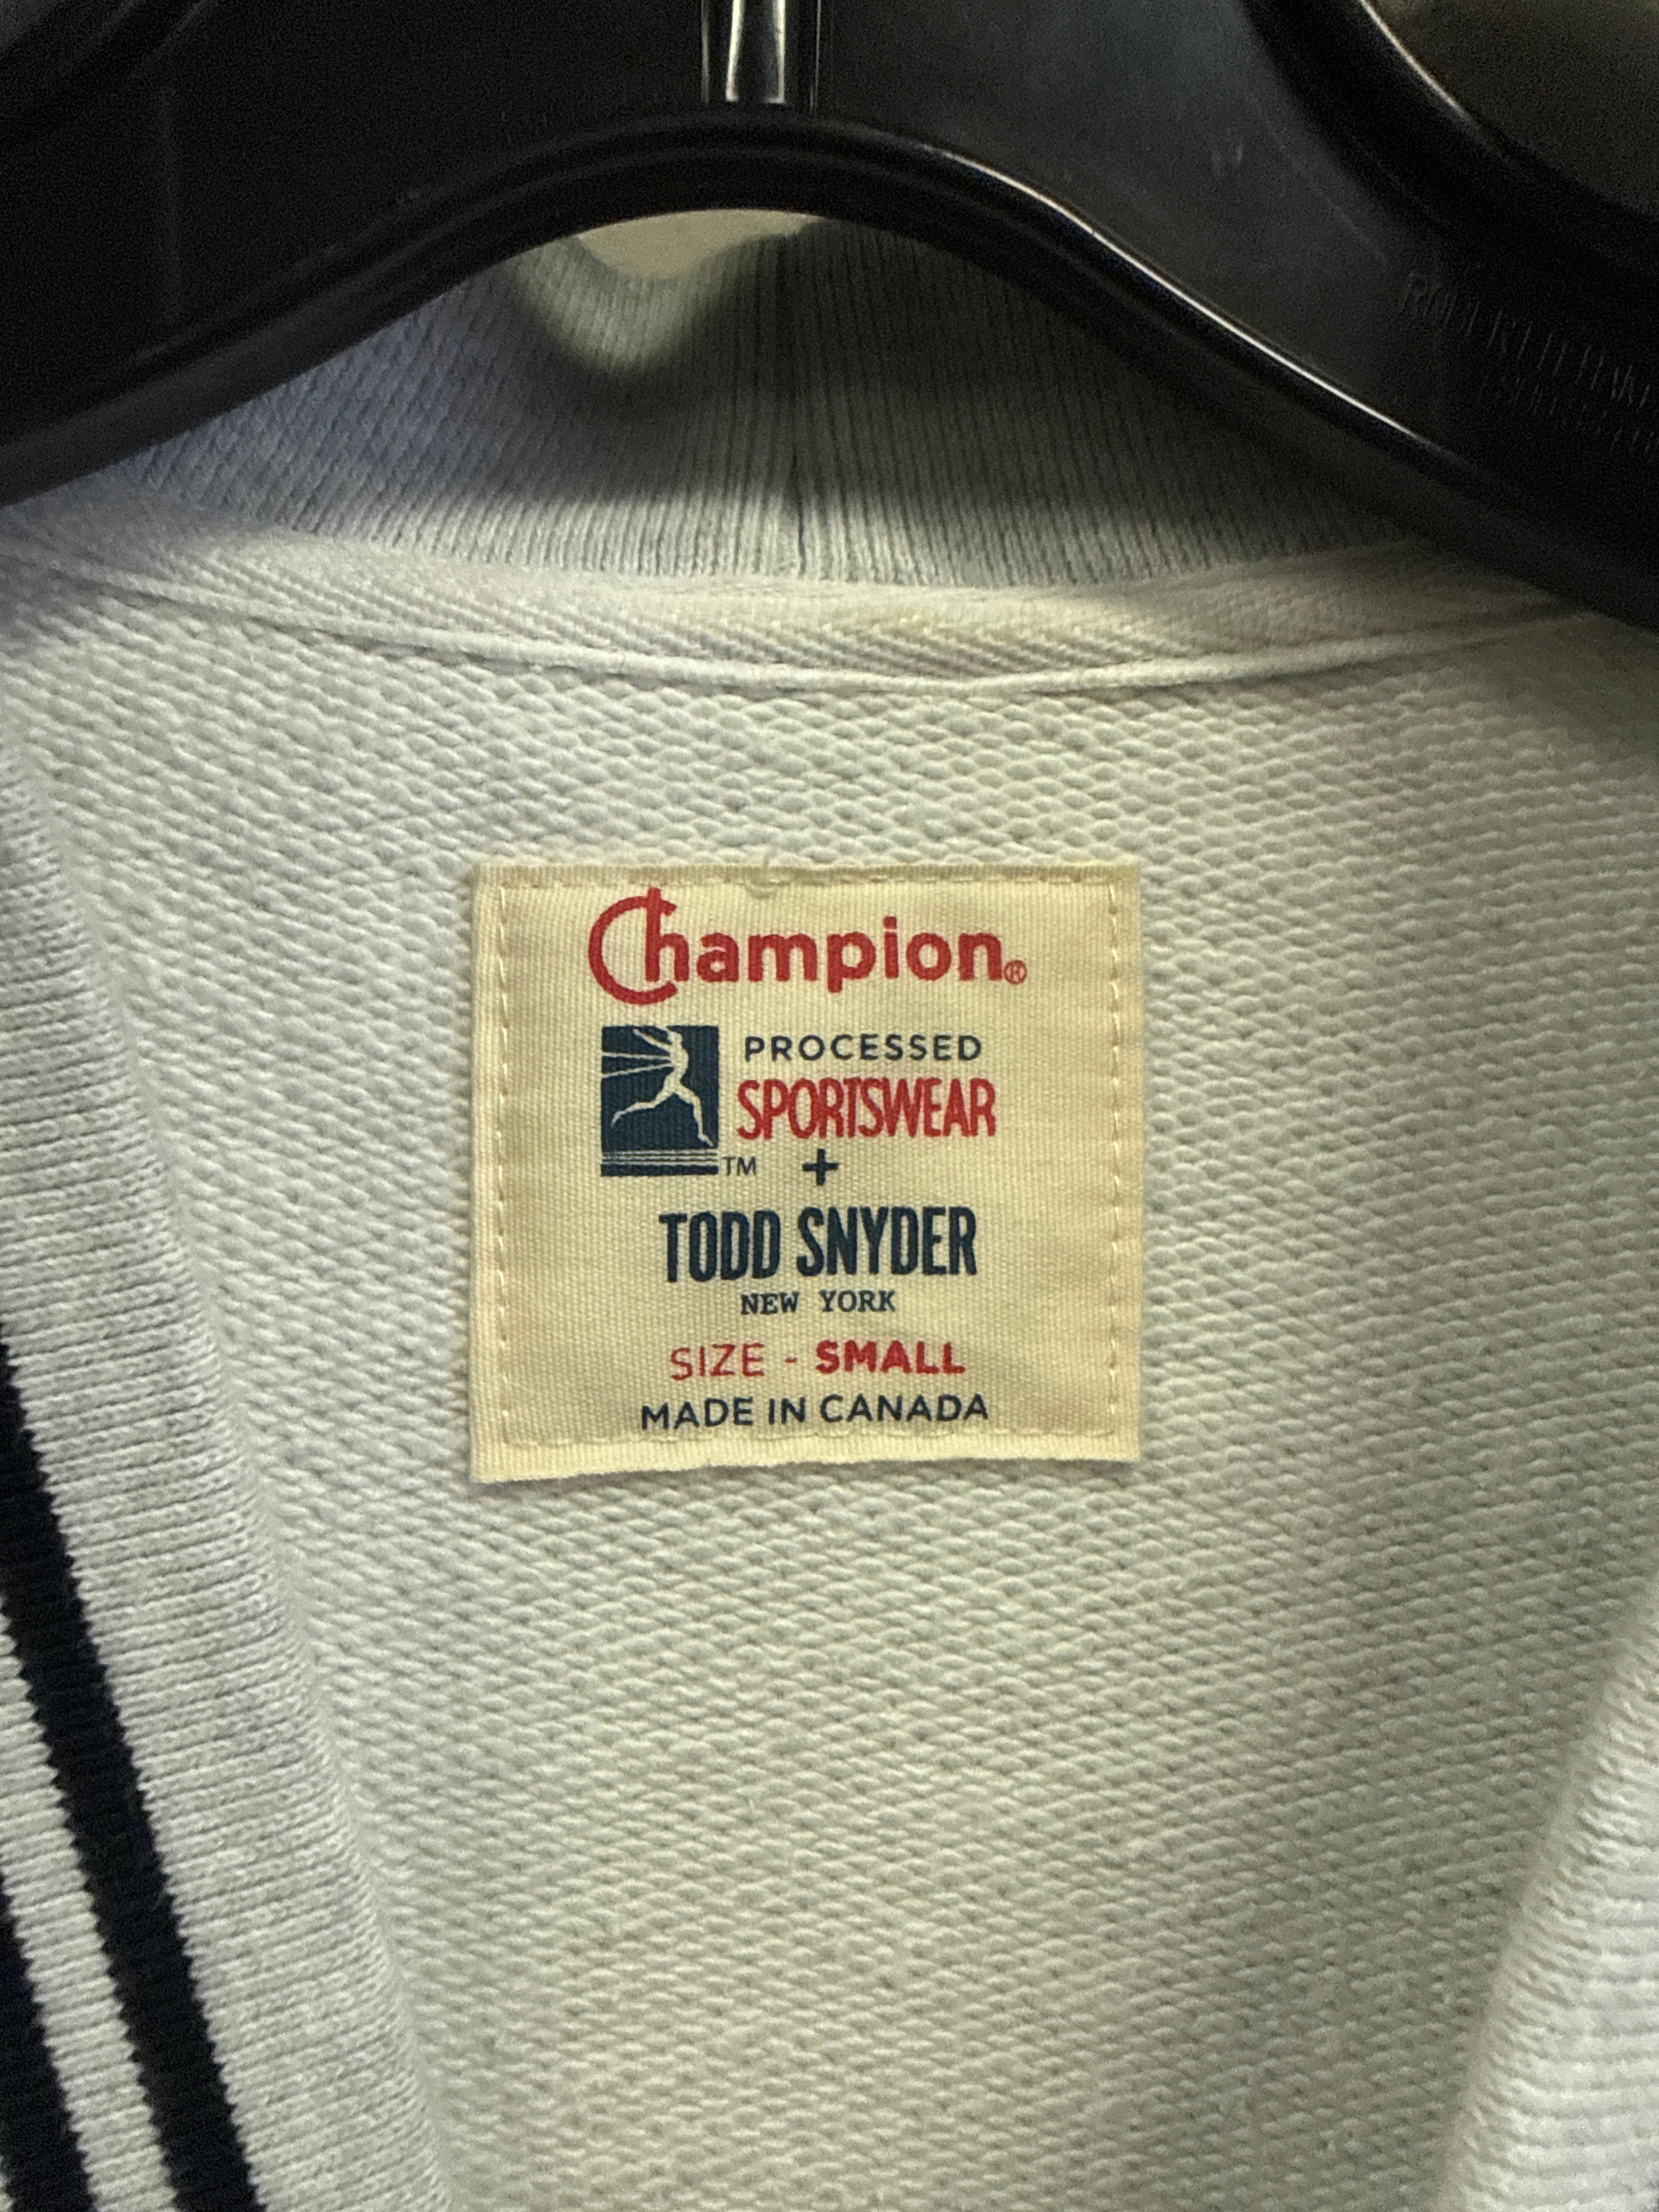 Champion®
PROCESSED
SPORTSWEAR
TM +
TODD SNYDER
NEW YORK
SIZE - SMALL
MADE IN CANADA